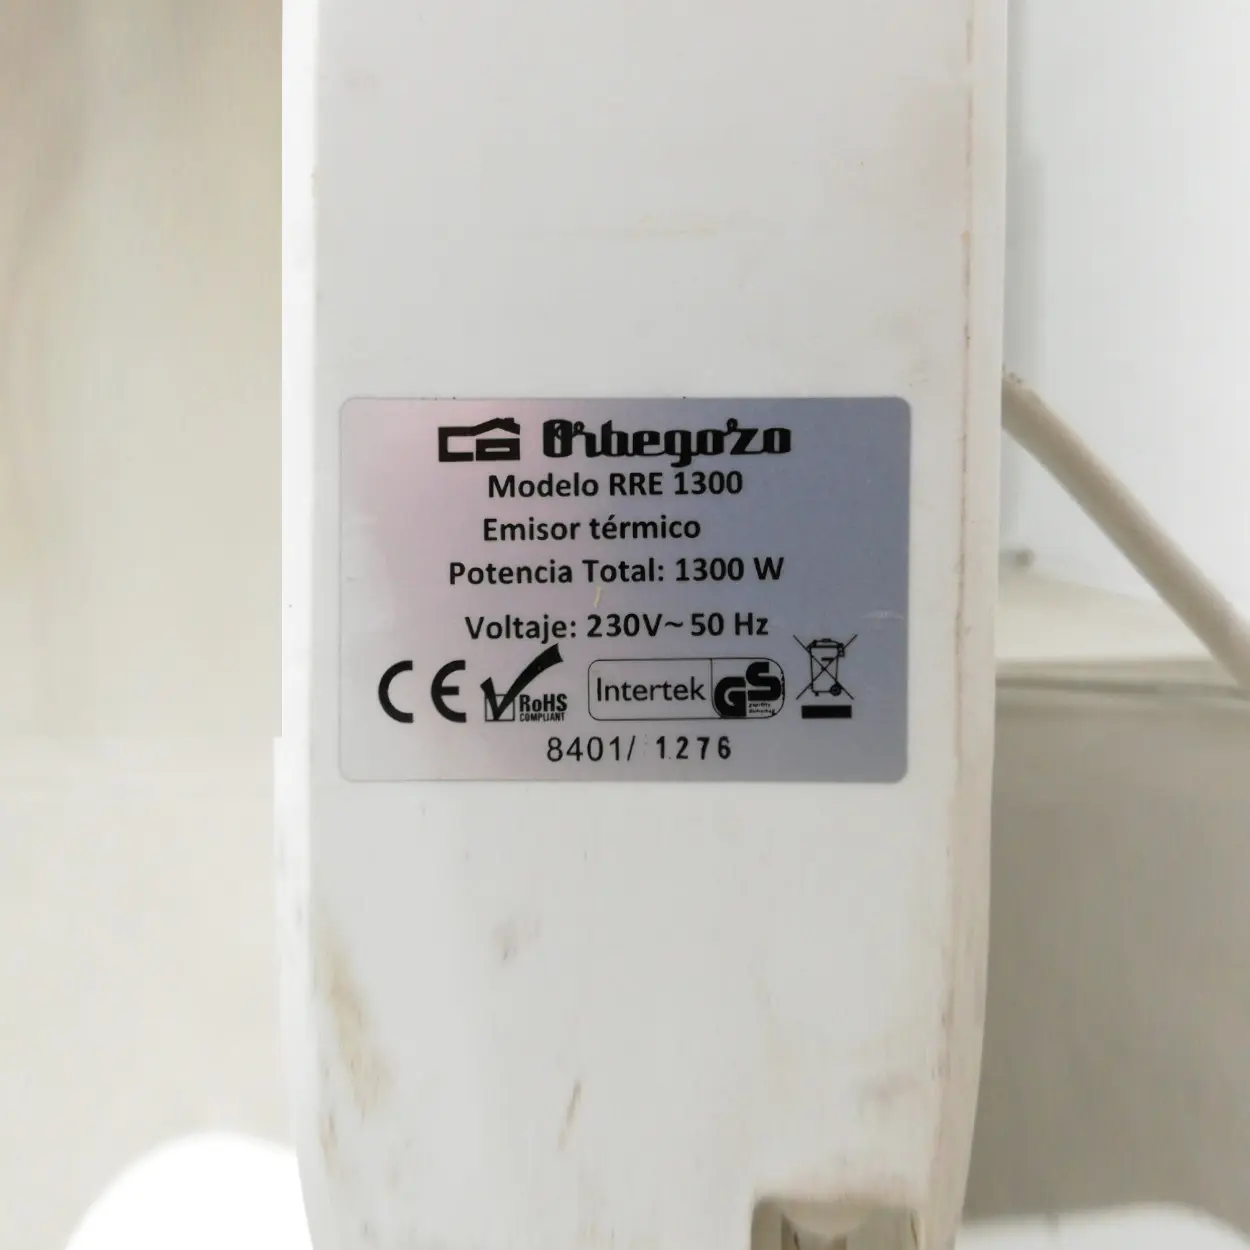 Orbegozo
Modelo RRE 1300
Emisor térmico
Potencia Total: 1300 W
Voltaje: 230V~ 50 Hz
CE RoHS COMPLIANT Intertek GS
8401/ 1276